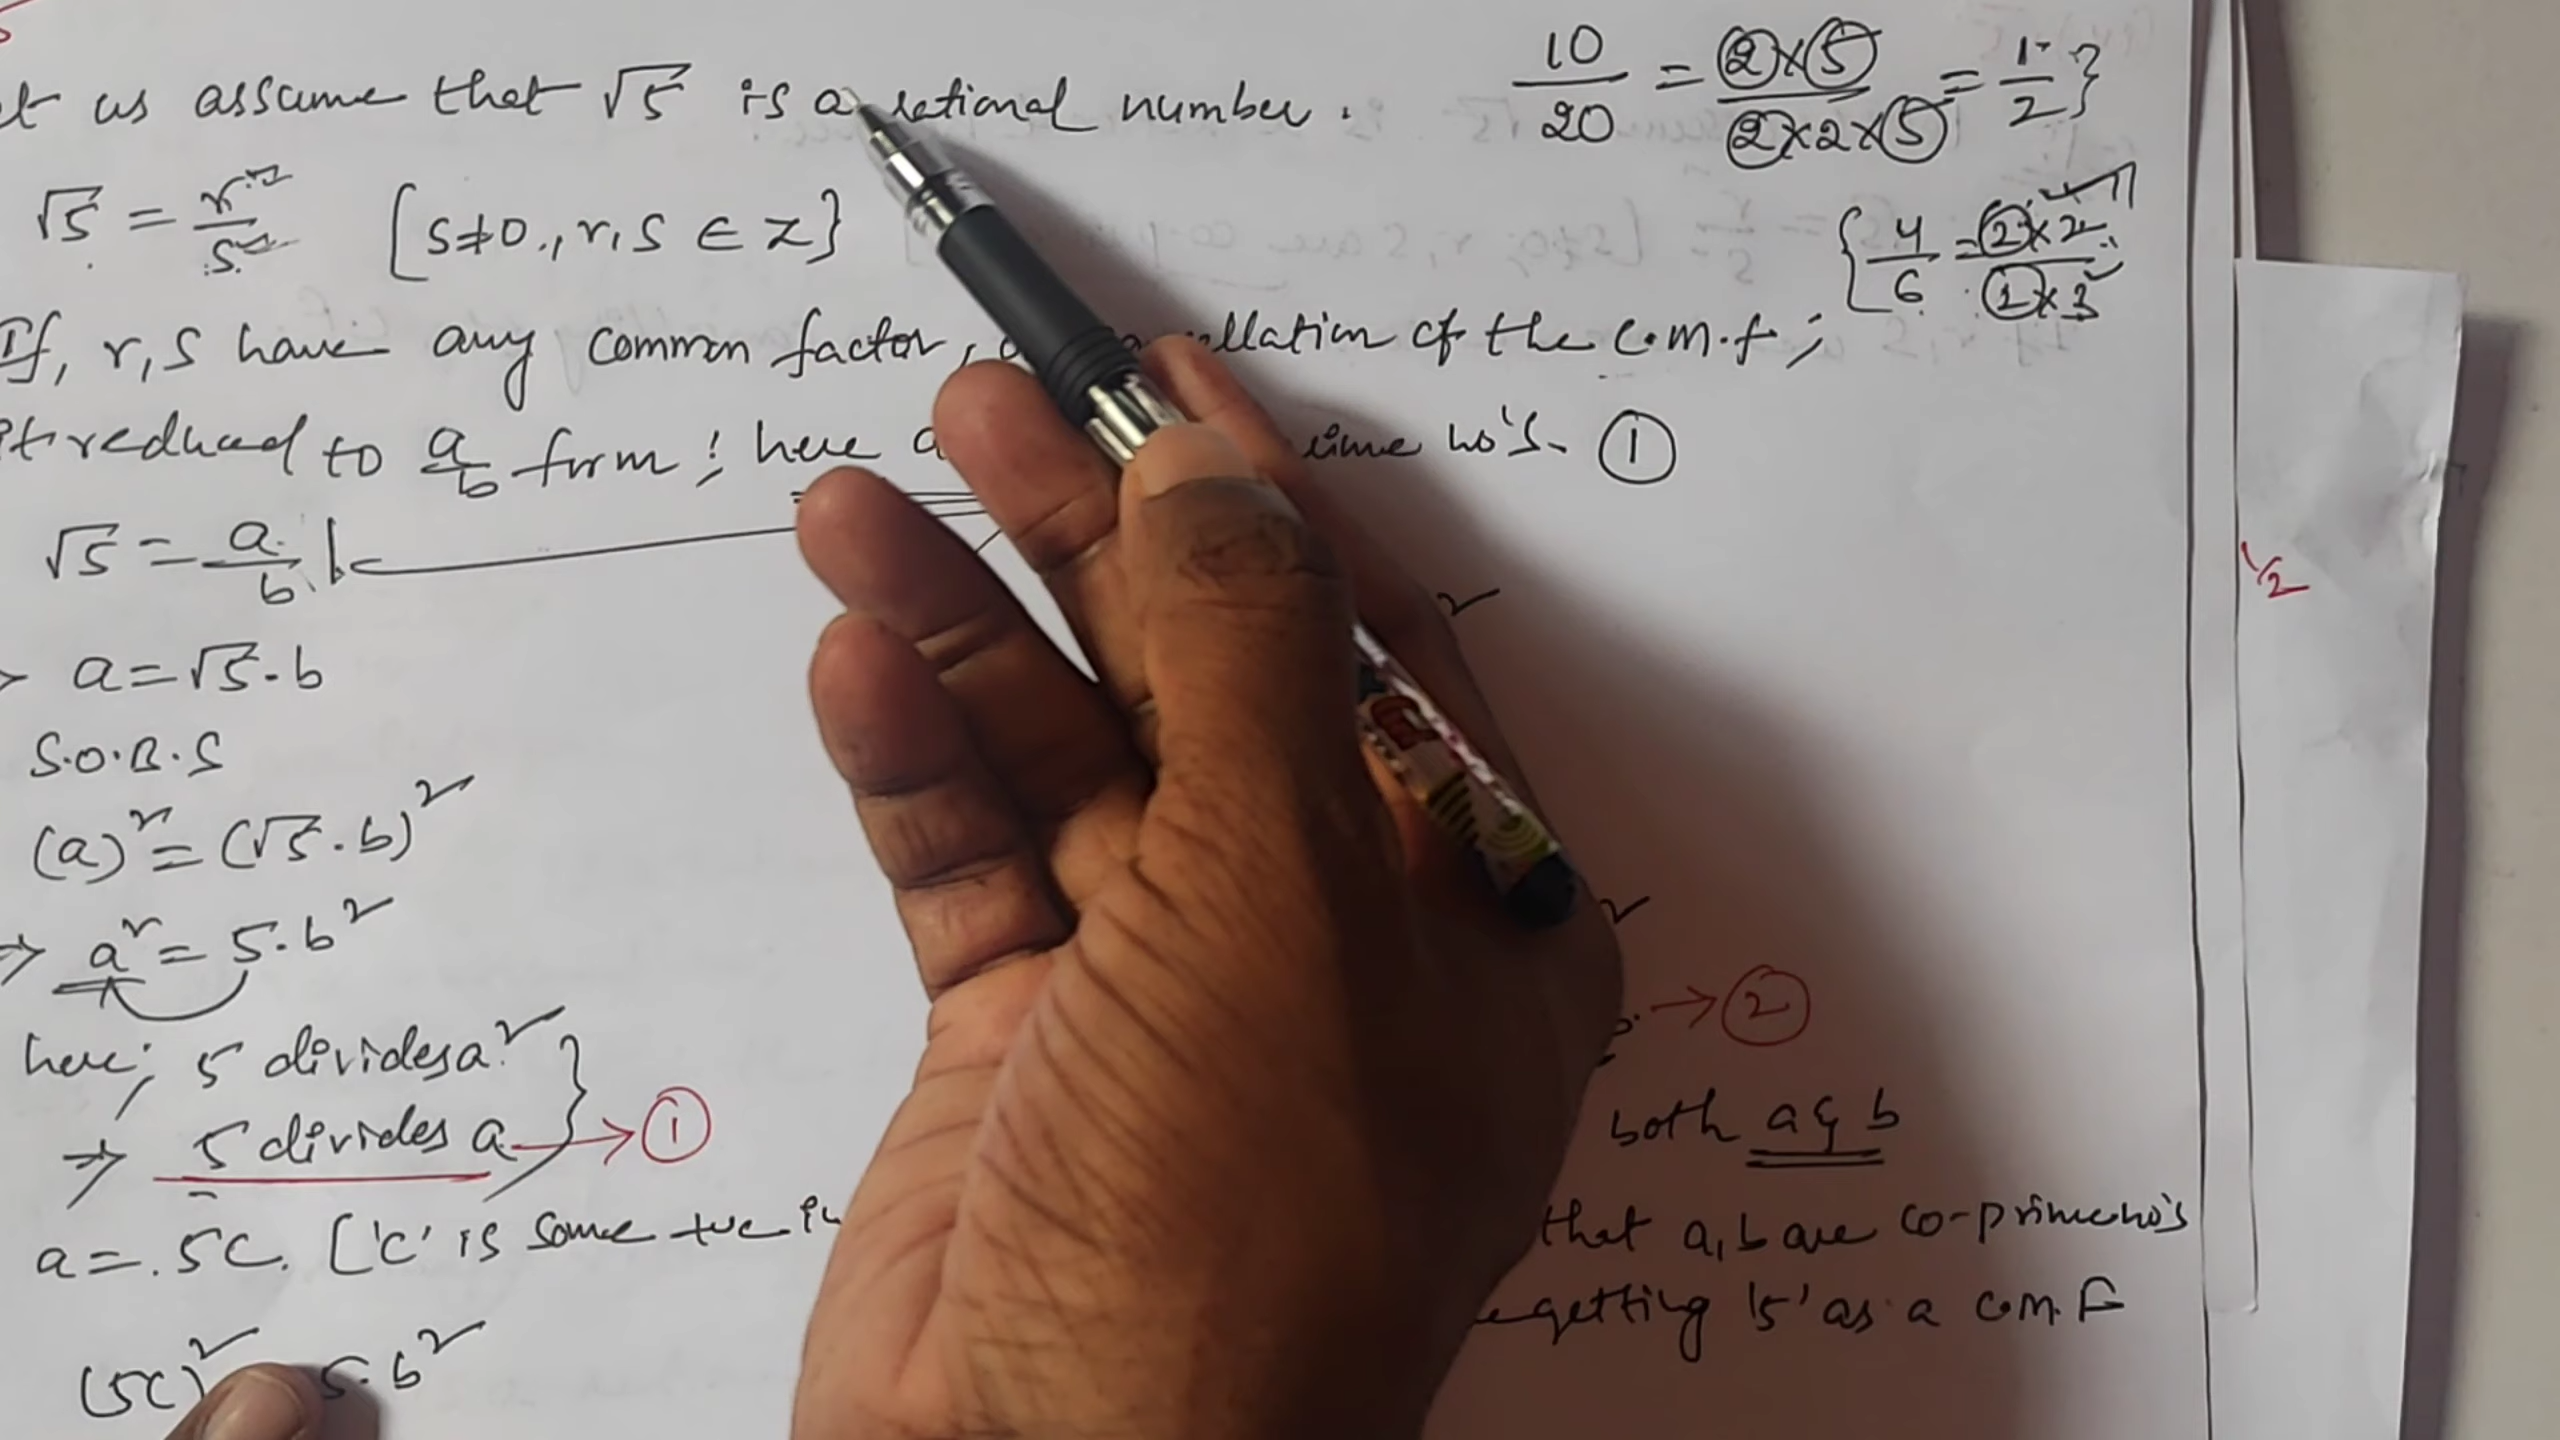 us assume that √5 is a rational number.
10/20 = 2×5/2×2×5 = 1/2 }
√5 = r/s [s≠0., r,s ∈ z}
{ 4/6 = 2×2/2×3
If, r,s have any common factor, of the c.m.f;
it reduced to a/b form; here no's. ①
√5 = a/b
1/2
a = √5·b
S.O.B.S
(a)² = (√5·b)²
⇒ a² = 5·b²
here; 5 divides a²
⇒ 5 divides a → ①
a = 5c. ['c' is some +ve
(5c)² 5·b²
→ ②
both a & b
that a,b are co-prime no's
getting '5' as a com.F